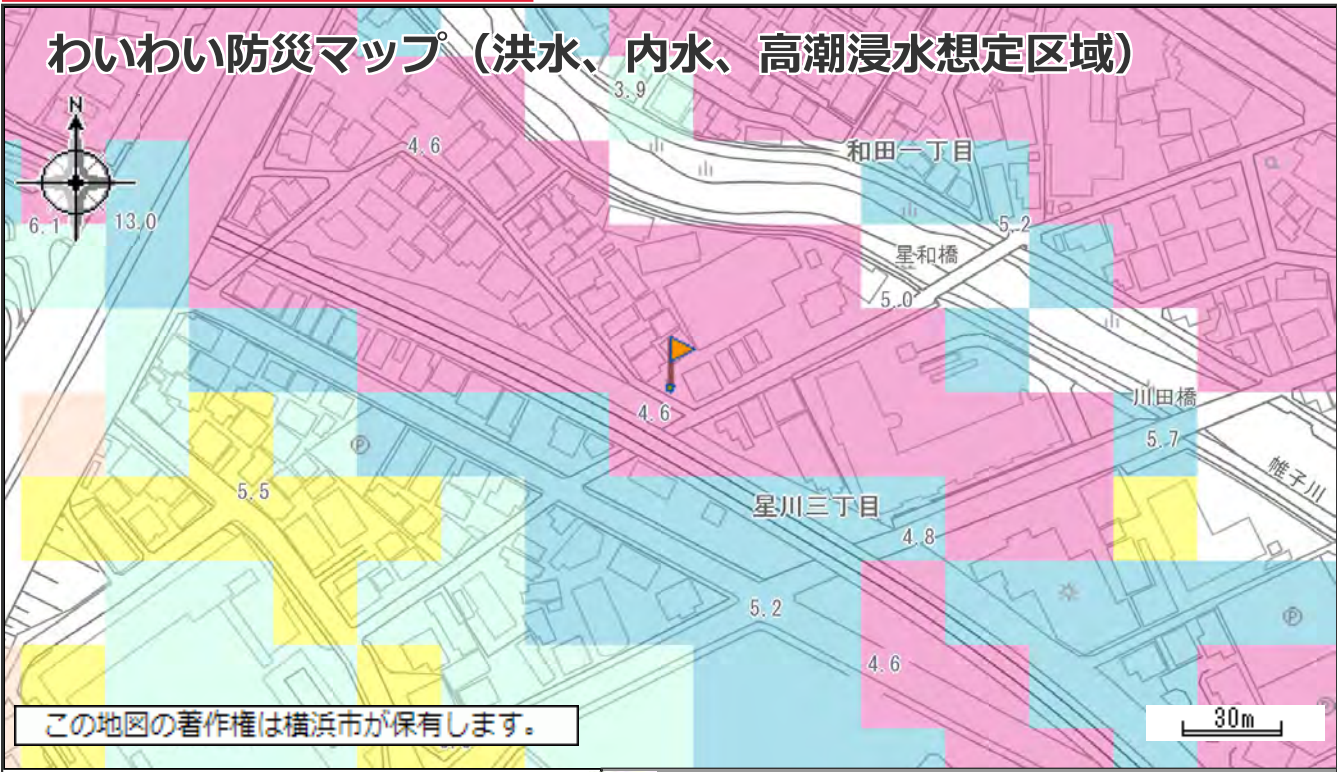 わいわい防災マップ（洪水、内水、高潮浸水想定区域）
3.9
N
4.6
和田一丁目
6.1
13.0
5.2
星和橋
5.0
4.6
川田橋
5.7
帷子川
P
5.5
星川三丁目
4.8
5.2
P
4.6
この地図の著作権は横浜市が保有します。
30m